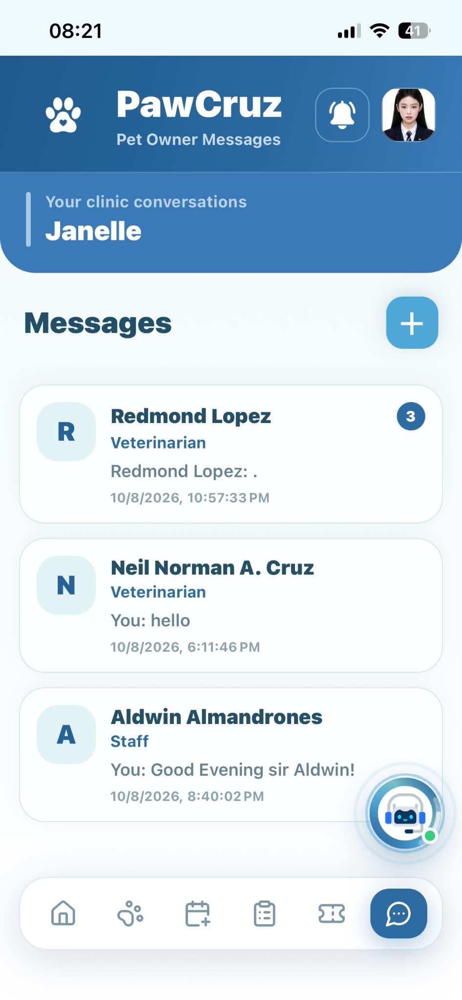 08:21
41
PawCruz
Pet Owner Messages
Your clinic conversations
Janelle
Messages
R
Redmond Lopez
3
Veterinarian
Redmond Lopez: .
10/8/2026, 10:57:33 PM
N
Neil Norman A. Cruz
Veterinarian
You: hello
10/8/2026, 6:11:46 PM
A
Aldwin Almandrones
Staff
You: Good Evening sir Aldwin!
10/8/2026, 8:40:02 PM